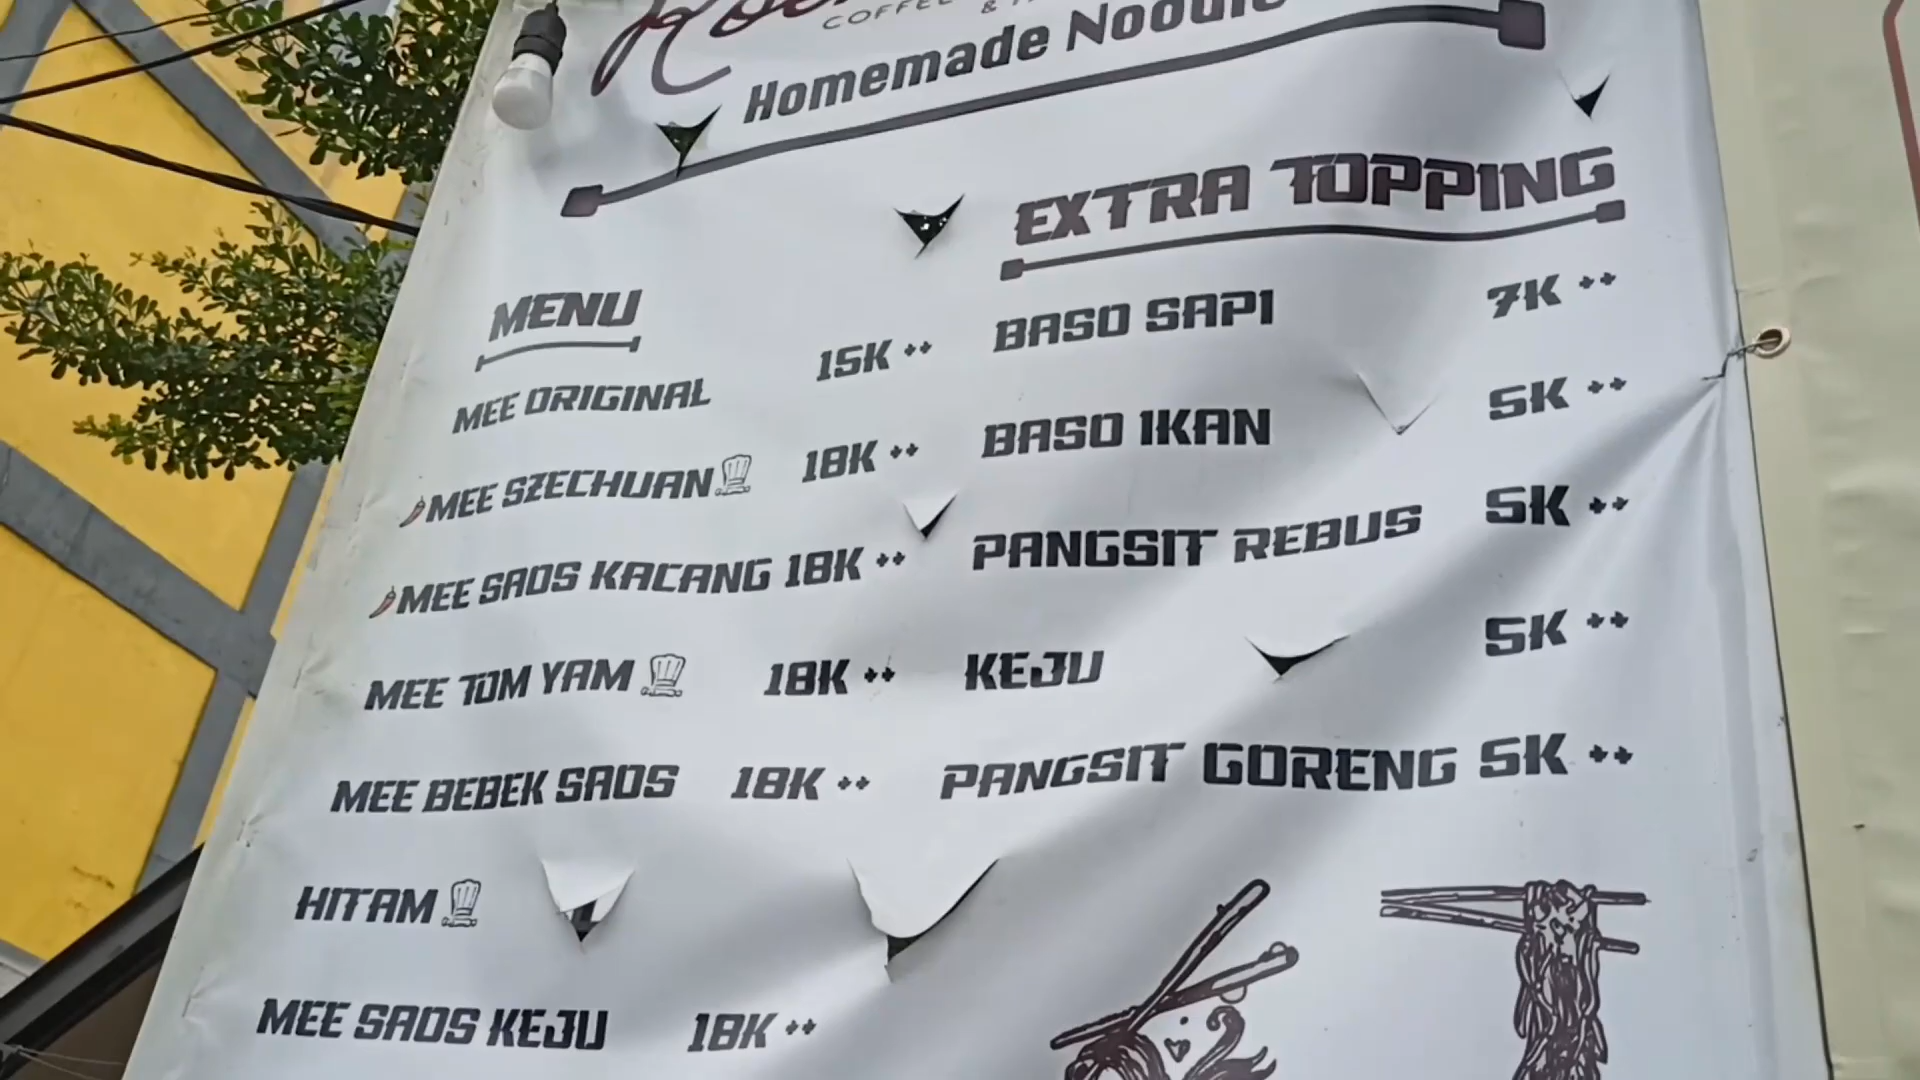 COFFEE
&
Homemade Noodle
MENU
MEE ORIGINAL 15K ++
MEE SZECHUAN 18K ++
MEE SAOS KACANG 18K ++
MEE TOM YAM 18K ++
MEE BEBEK SAOS 18K ++
HITAM
MEE SAOS KEJU 18K ++
EXTRA TOPPING
BASO SAPI 7K ++
BASO IKAN 5K ++
PANGSIT REBUS 5K ++
KEJU 5K ++
PANGSIT GORENG 5K ++